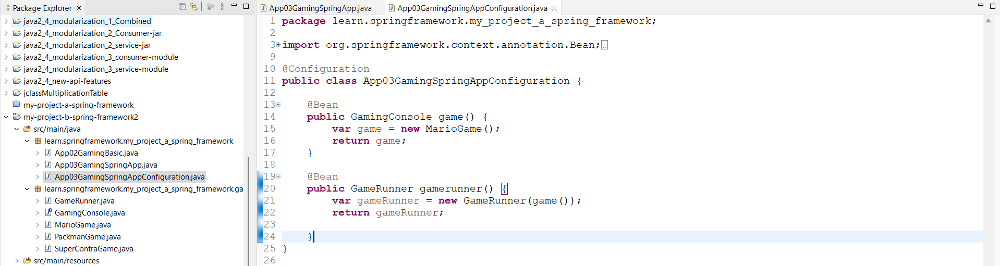 Package Explorer
java2_4_modularization_1_Combined
java2_4_modularization_2_Consumer-jar
java2_4_modularization_2_service-jar
java2_4_modularization_3_consumer-module
java2_4_modularization_3_service-module
java2_4_new-api-features
jclassMultiplicationTable
my-project-a-spring-framework
my-project-b-spring-framework2
src/main/java
learn.springframework.my_project_a_spring_framework
App02GamingBasic.java
App03GamingSpringApp.java
App03GamingSpringAppConfiguration.java
learn.springframework.my_project_a_spring_framework.ga
GameRunner.java
GamingConsole.java
MarioGame.java
PackmanGame.java
SuperContraGame.java
src/main/resources
App03GamingSpringApp.java
App03GamingSpringAppConfiguration.java
1 package learn.springframework.my_project_a_spring_framework;
2
3 import org.springframework.context.annotation.Bean;
9
10 @Configuration
11 public class App03GamingSpringAppConfiguration {
12
13 @Bean
14 public GamingConsole game() {
15 var game = new MarioGame();
16 return game;
17 }
18
19 @Bean
20 public GameRunner gamerunner() {
21 var gameRunner = new GameRunner(game());
22 return gameRunner;
23
24 }
25 }
26